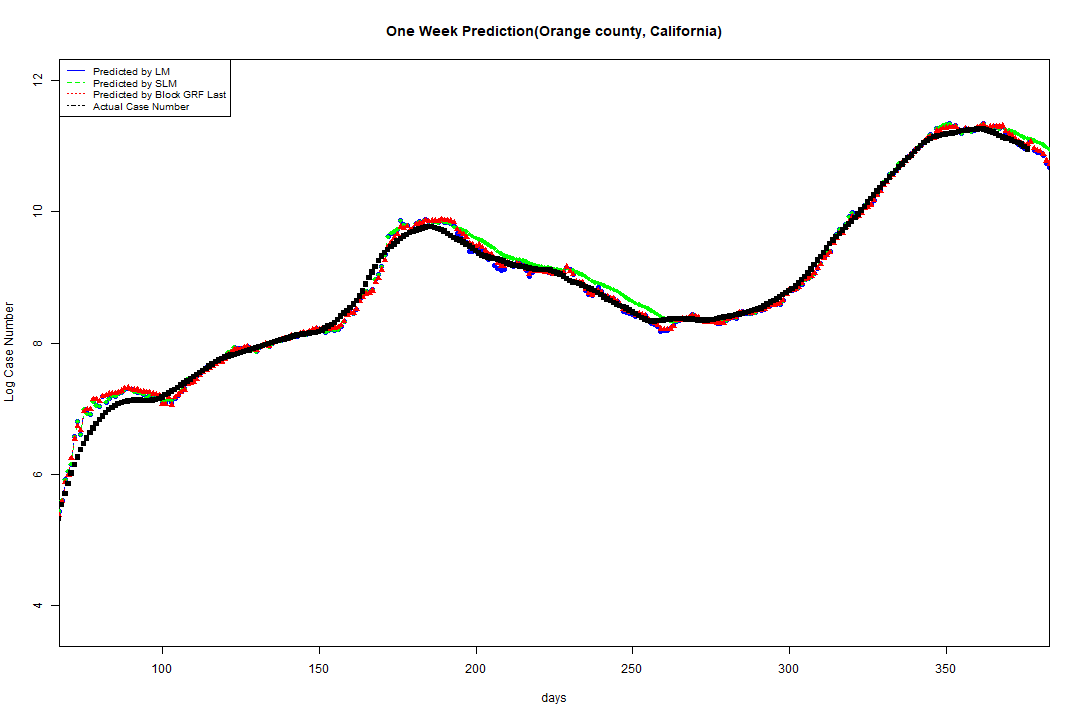 One Week Prediction(Orange county, California)
Predicted by LM
Predicted by SLM
Predicted by Block GRF Last
Actual Case Number
12
10
8
6
4
Log Case Number
100 150 200 250 300 350
days